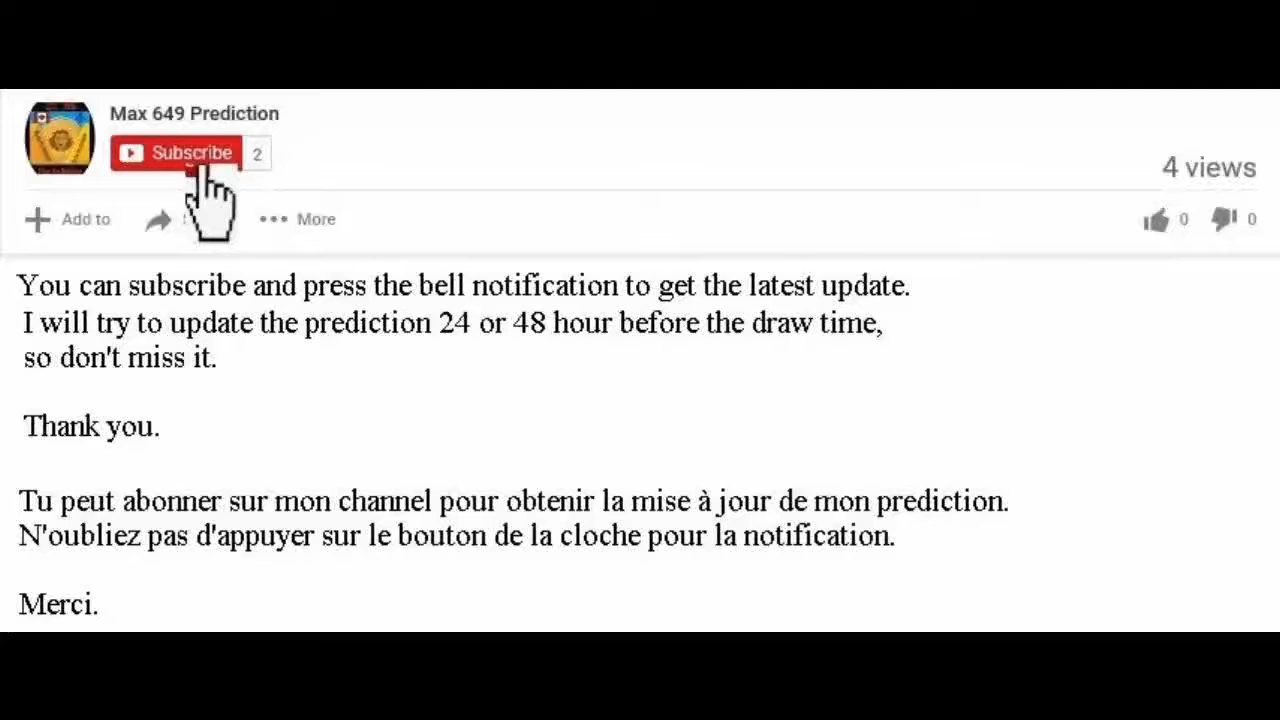 Max 649 Prediction
Subscribe 2
4 views
Add to
More
0 0
You can subscribe and press the bell notification to get the latest update.
I will try to update the prediction 24 or 48 hour before the draw time,
so don't miss it.
Thank you.
Tu peut abonner sur mon channel pour obtenir la mise à jour de mon prediction.
N'oubliez pas d'appuyer sur le bouton de la cloche pour la notification.
Merci.